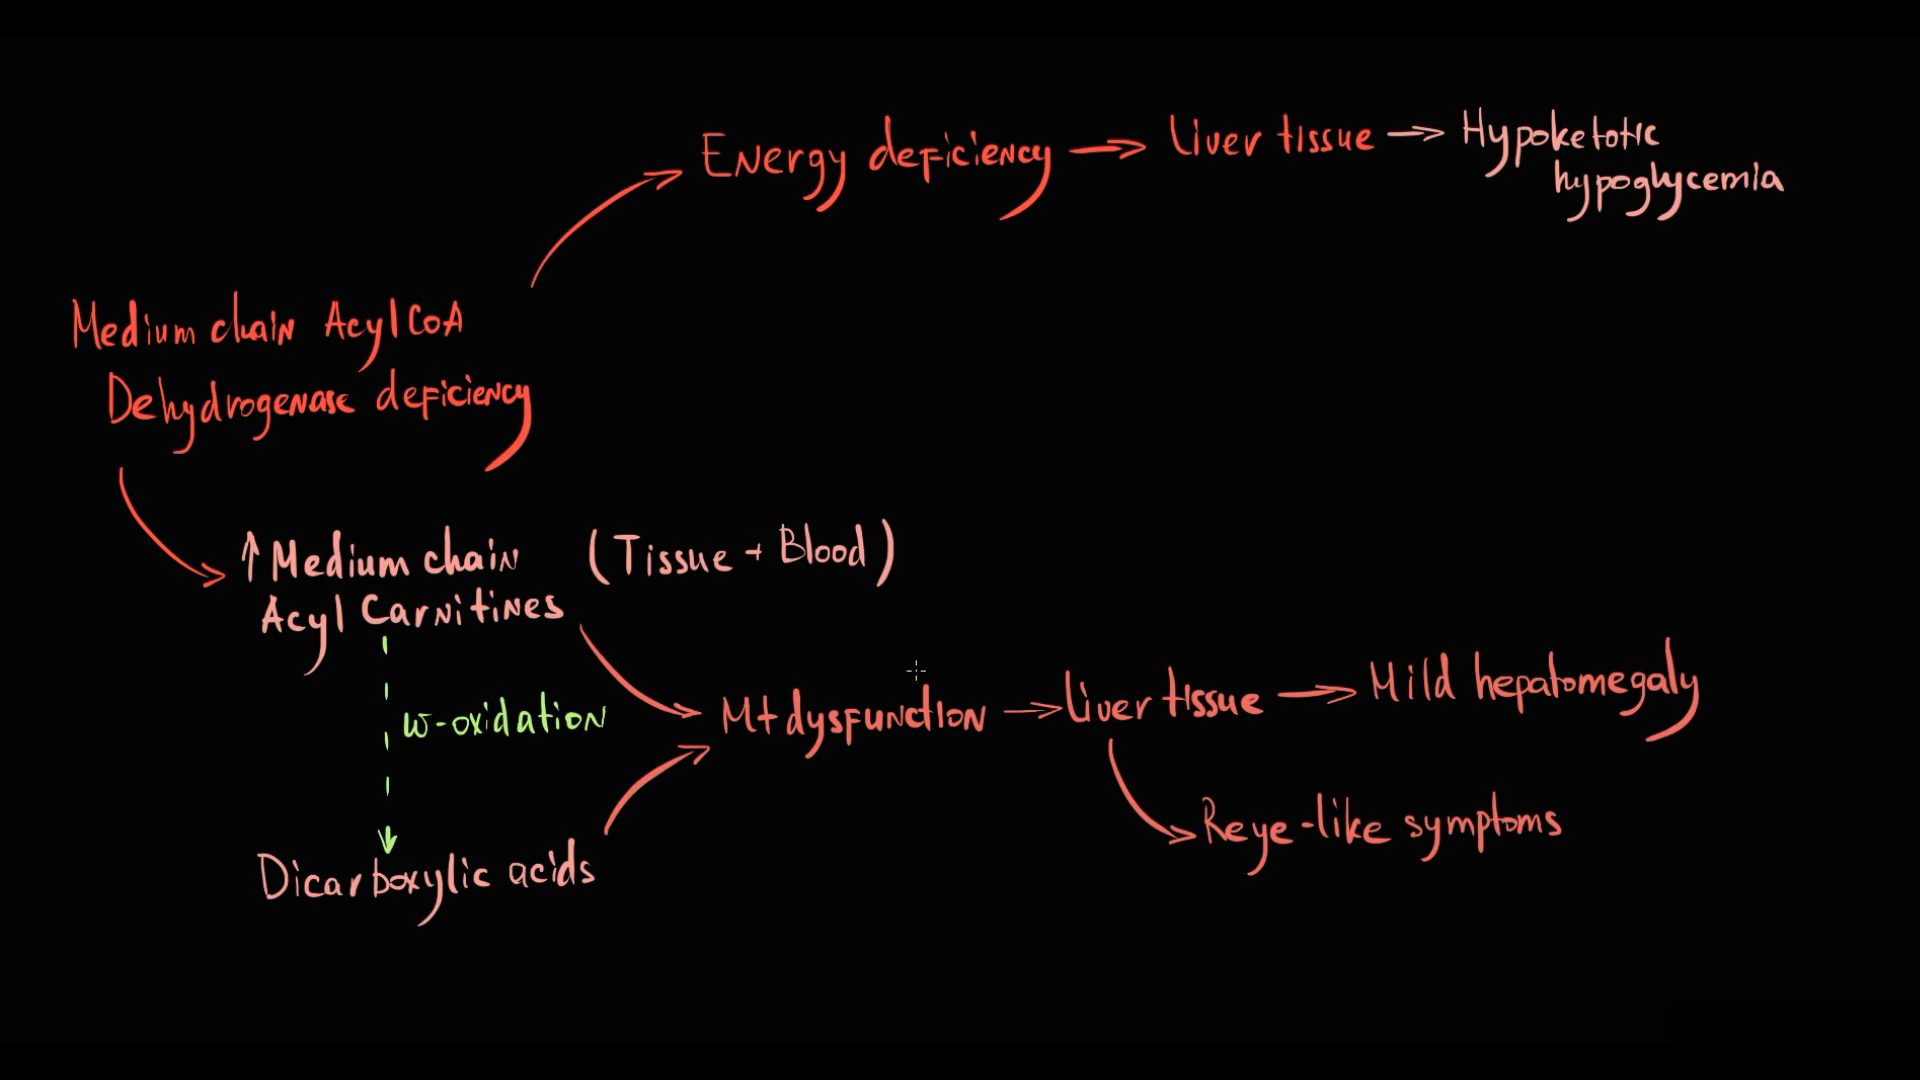 Energy deficiency → Liver tissue → Hypoketotic
hypoglycemia
Medium chain Acyl CoA
Dehydrogenase deficiency
↑ Medium chain (Tissue + Blood)
Acyl Carnitines
ω-oxidation
Mt dysfunction → Liver tissue → Mild hepatomegaly
Reye-like symptoms
Dicarboxylic acids